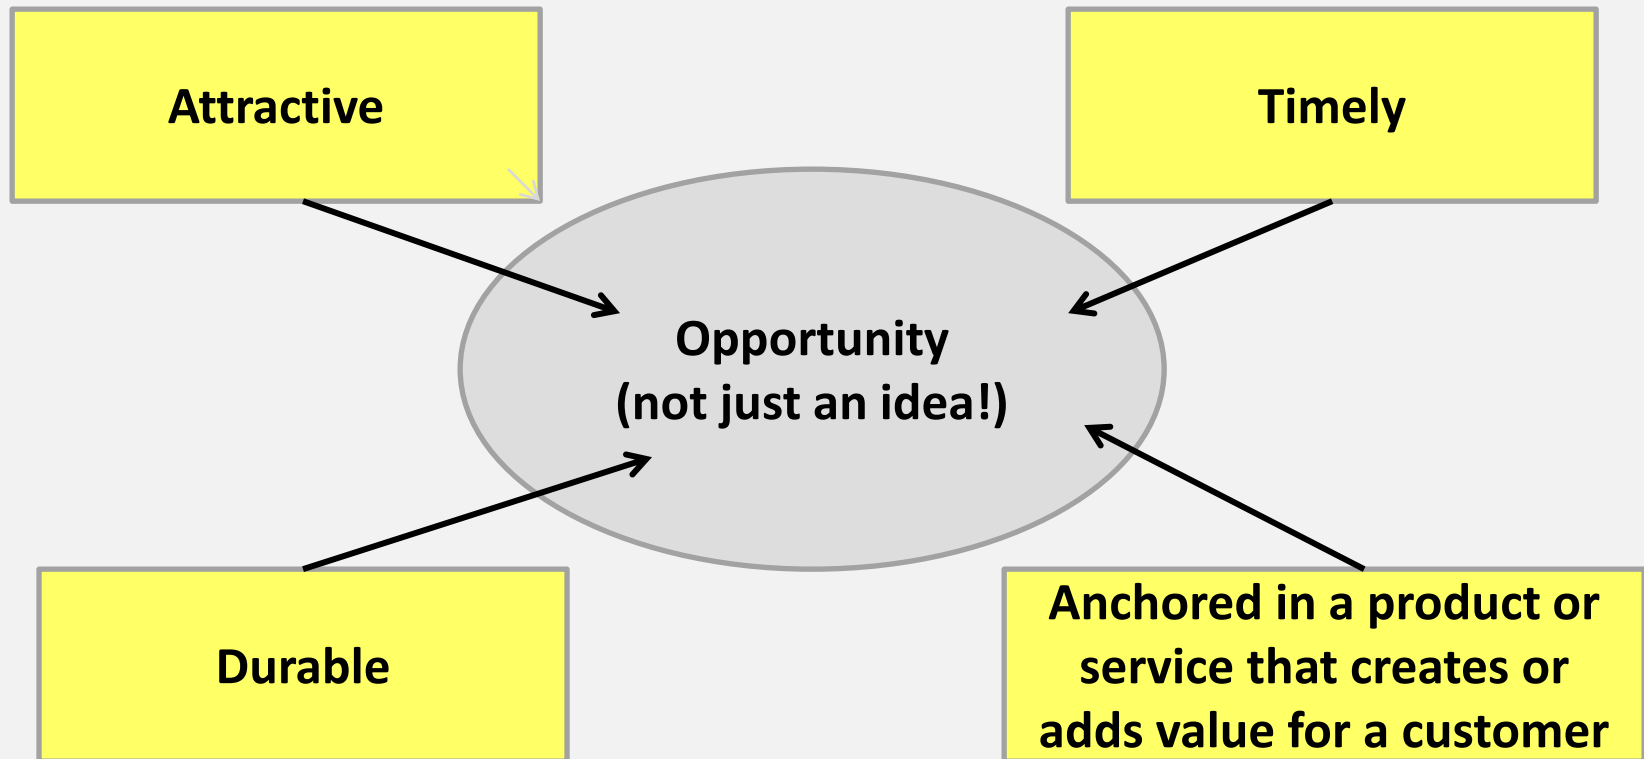 Attractive
Timely
Opportunity
(not just an idea!)
Durable
Anchored in a product or
service that creates or
adds value for a customer